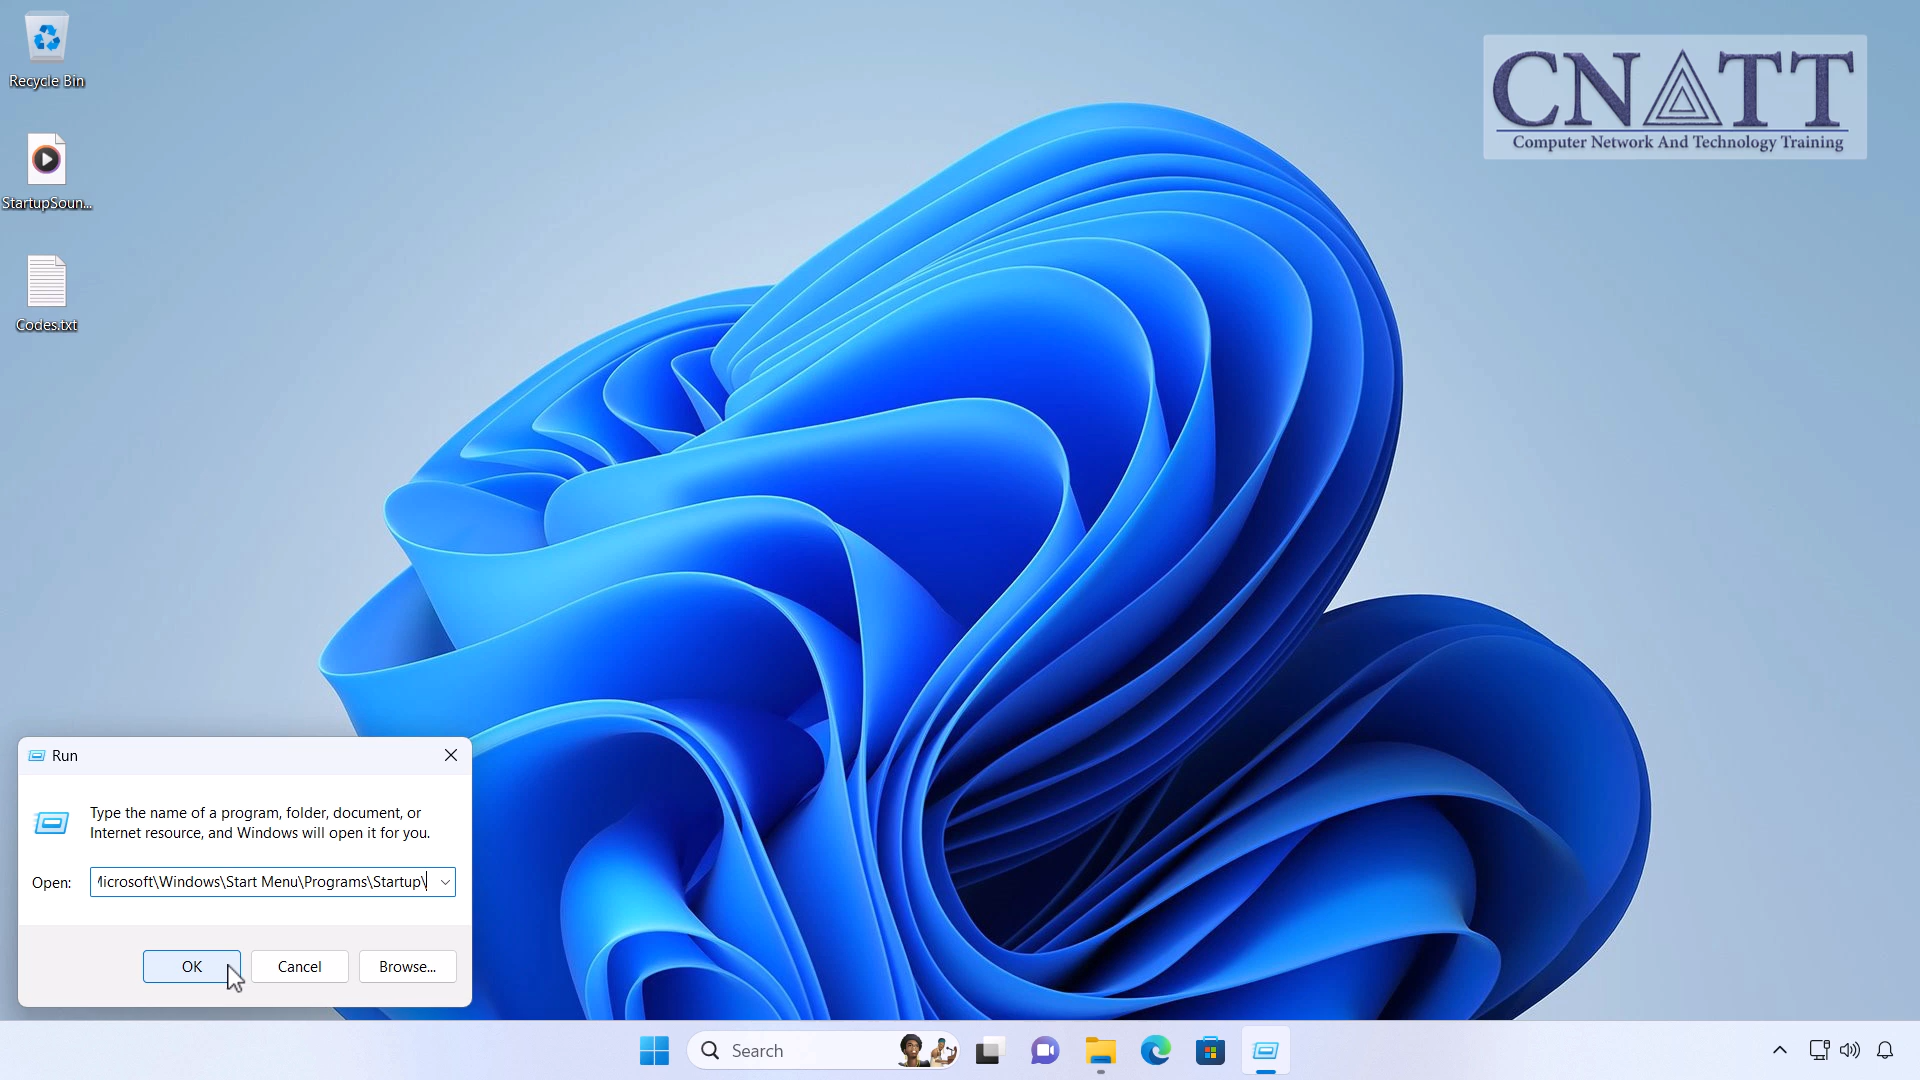 Recycle Bin
StartupSoun...
Codes.txt
CNATT
Computer Network And Technology Training
Run
Type the name of a program, folder, document, or
Internet resource, and Windows will open it for you.
Open:
Microsoft\Windows\Start Menu\Programs\Startup\
OK
Cancel
Browse...
Search